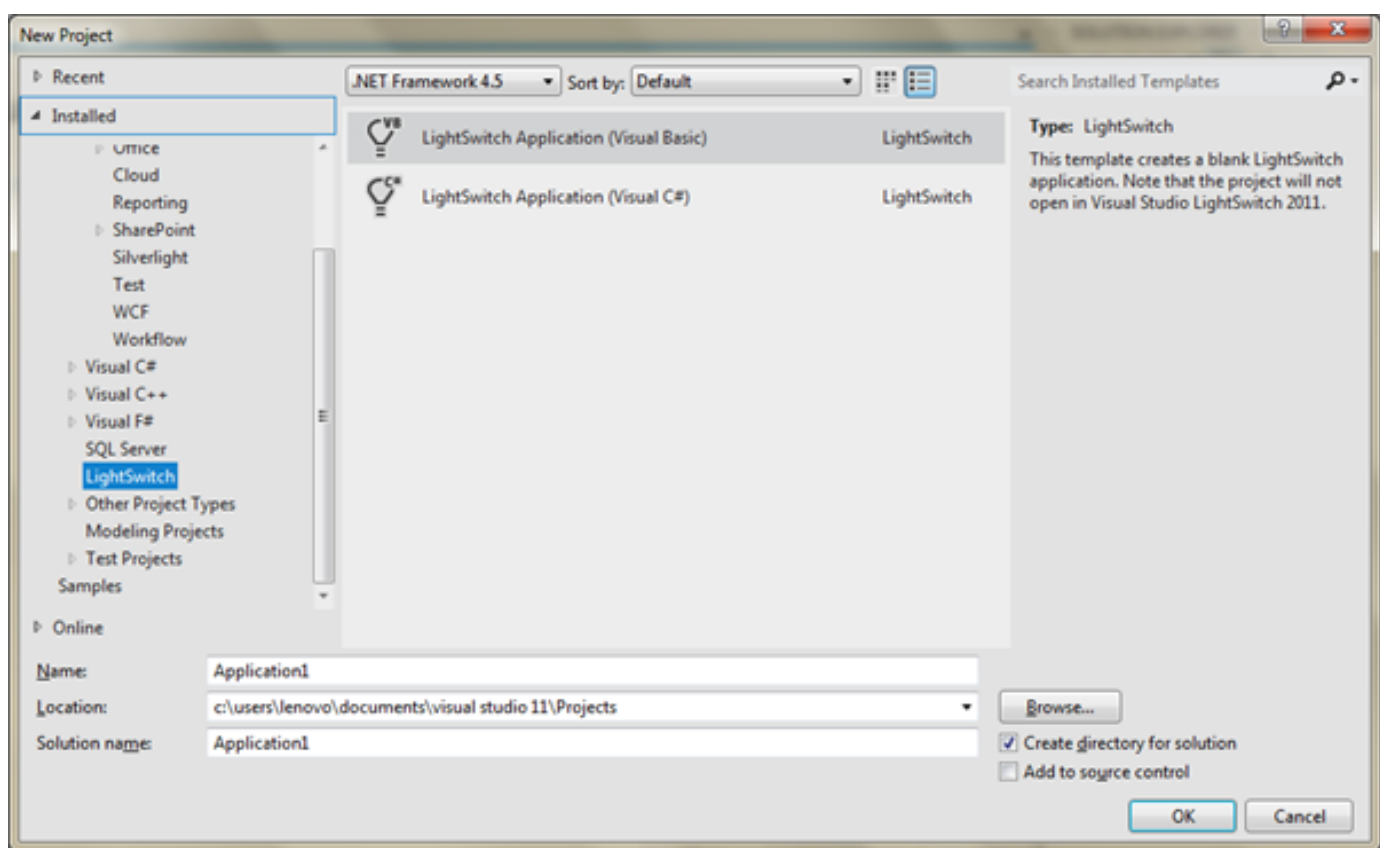 New Project
Recent
Installed
Office
Cloud
Reporting
SharePoint
Silverlight
Test
WCF
Workflow
Visual C#
Visual C++
Visual F#
SQL Server
LightSwitch
Other Project Types
Modeling Projects
Test Projects
Samples
Online
.NET Framework 4.5 Sort by: Default
VB LightSwitch Application (Visual Basic) LightSwitch
C# LightSwitch Application (Visual C#) LightSwitch
Search Installed Templates
Type: LightSwitch
This template creates a blank LightSwitch
application. Note that the project will not
open in Visual Studio LightSwitch 2011.
Name: Application1
Location: c:\users\lenovo\documents\visual studio 11\Projects
Browse...
Solution name: Application1
Create directory for solution
Add to source control
OK Cancel